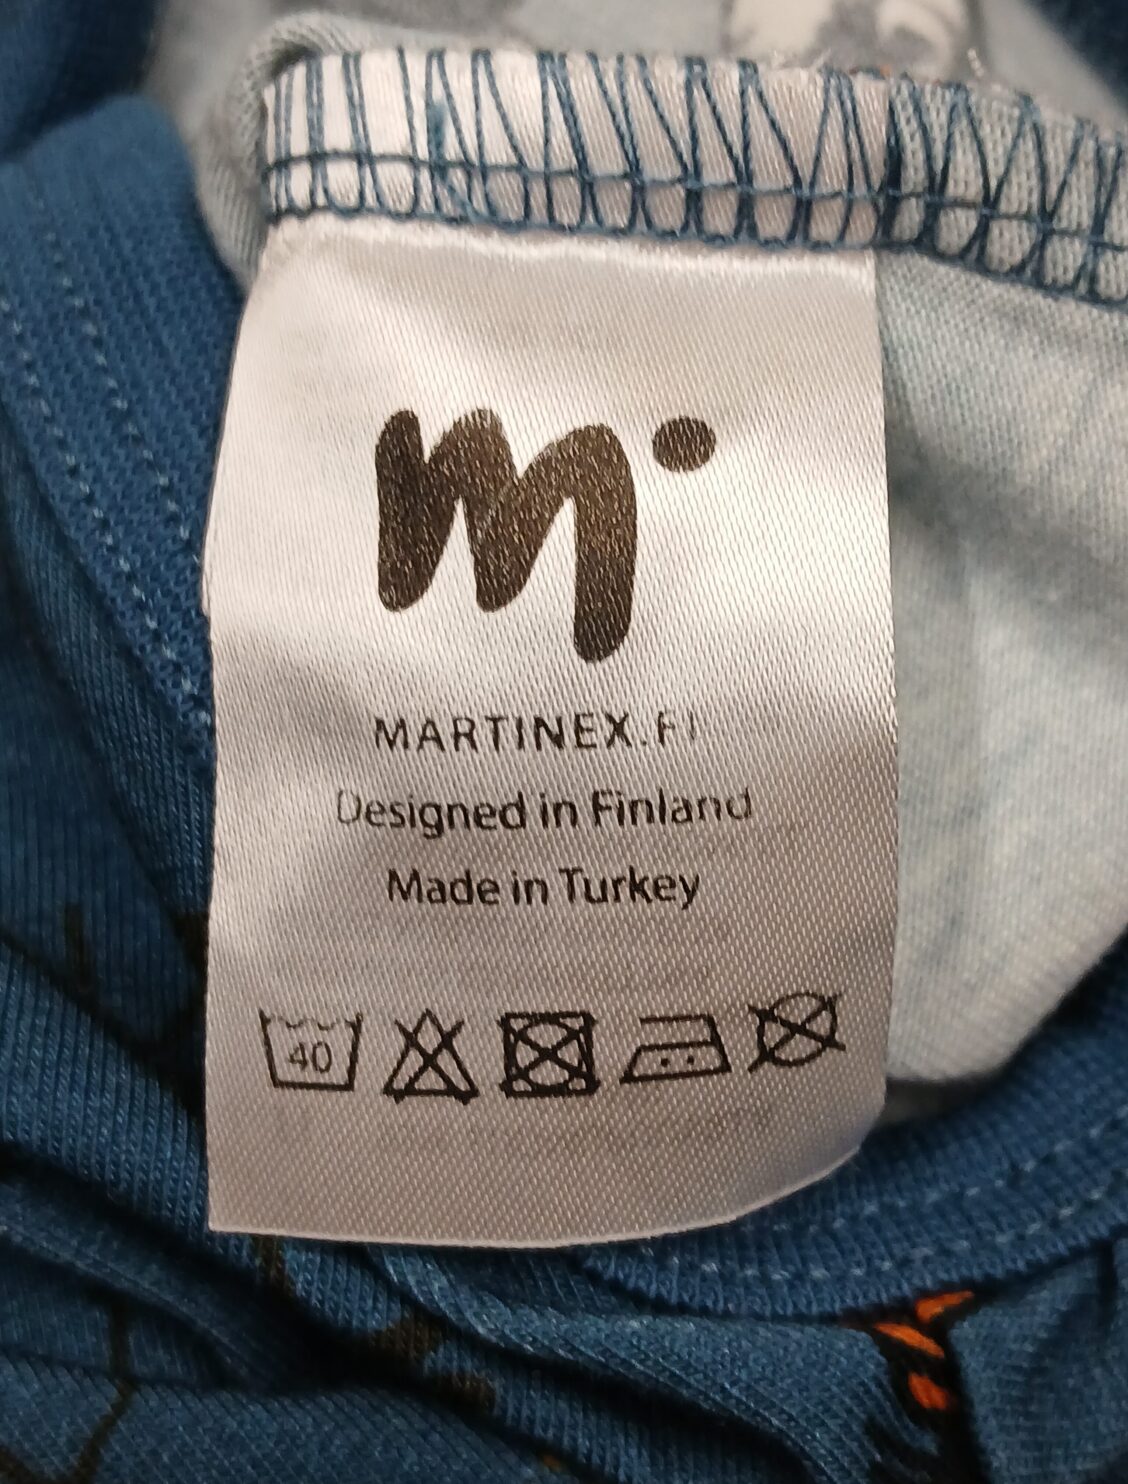 m
MARTINEX.FI
Designed in Finland
Made in Turkey
40